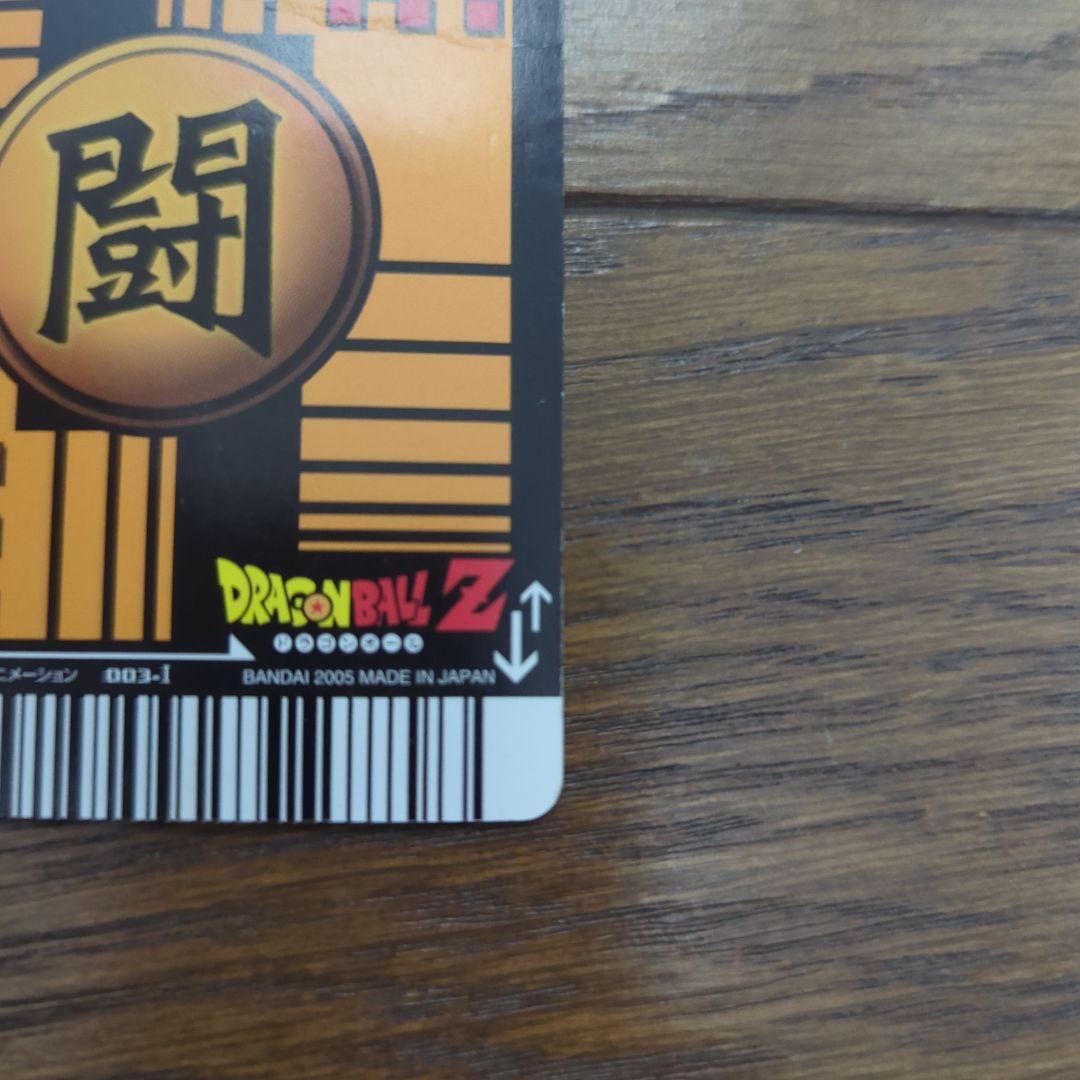 闘
DRAGON BALL Z
ドラゴンボール
ニメーション 003-I
BANDAI 2005 MADE IN JAPAN